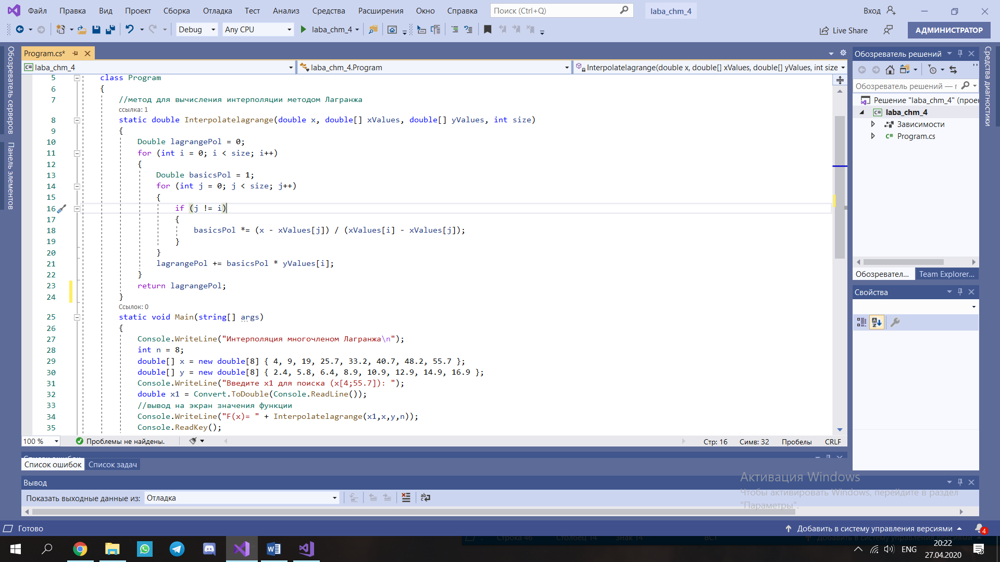 Файл Правка Вид Проект Сборка Отладка Тест Анализ Средства Расширения Окно Справка Поиск (Ctrl+Q) laba_chm_4 Вход
Debug Any CPU laba_chm_4 Live Share АДМИНИСТРАТОР
Обозреватель серверов
Панель элементов
Program.cs*
laba_chm_4 laba_chm_4.Program Interpolatelagrange(double x, double[] xValues, double[] yValues, int size
5 class Program
6 {
7 //метод для вычисления интерполяции методом Лагранжа
ссылка: 1
8 static double Interpolatelagrange(double x, double[] xValues, double[] yValues, int size)
9 {
10 Double lagrangePol = 0;
11 for (int i = 0; i < size; i++)
12 {
13 Double basicsPol = 1;
14 for (int j = 0; j < size; j++)
15 {
16 if (j != i)
17 {
18 basicsPol *= (x - xValues[j]) / (xValues[i] - xValues[j]);
19 }
20 }
21 lagrangePol += basicsPol * yValues[i];
22 }
23 return lagrangePol;
24 }
Ссылок: 0
25 static void Main(string[] args)
26 {
27 Console.WriteLine("Интерполяция многочленом Лагранжа\n");
28 int n = 8;
29 double[] x = new double[8] { 4, 9, 19, 25.7, 33.2, 40.7, 48.2, 55.7 };
30 double[] y = new double[8] { 2.4, 5.8, 6.4, 8.9, 10.9, 12.9, 14.9, 16.9 };
31 Console.WriteLine("Введите x1 для поиска (x[4;55.7]): ");
32 double x1 = Convert.ToDouble(Console.ReadLine());
33 //вывод на экран значения функции
34 Console.WriteLine("F(x)= " + Interpolatelagrange(x1,x,y,n));
35 Console.ReadKey();
100 % Проблемы не найдены. Стр: 16 Симв: 32 Пробелы CRLF
Список ошибок Список задач
Вывод
Показать выходные данные из: Отладка
Обозреватель решений
Обозреватель решений —
Решение "laba_chm_4" (прое
laba_chm_4
Зависимости
Program.cs
Обозревател... Team Explorer...
Свойства
Средства диагностики
Активация Windows
Чтобы активировать Windows, перейдите в раздел
"Параметры".
Готово Добавить в систему управления версиями 4
Строка 46 Столбец 14 Знак 14 ВСТ Добавить в систему управления версиями
ENG 20:22
27.04.2020